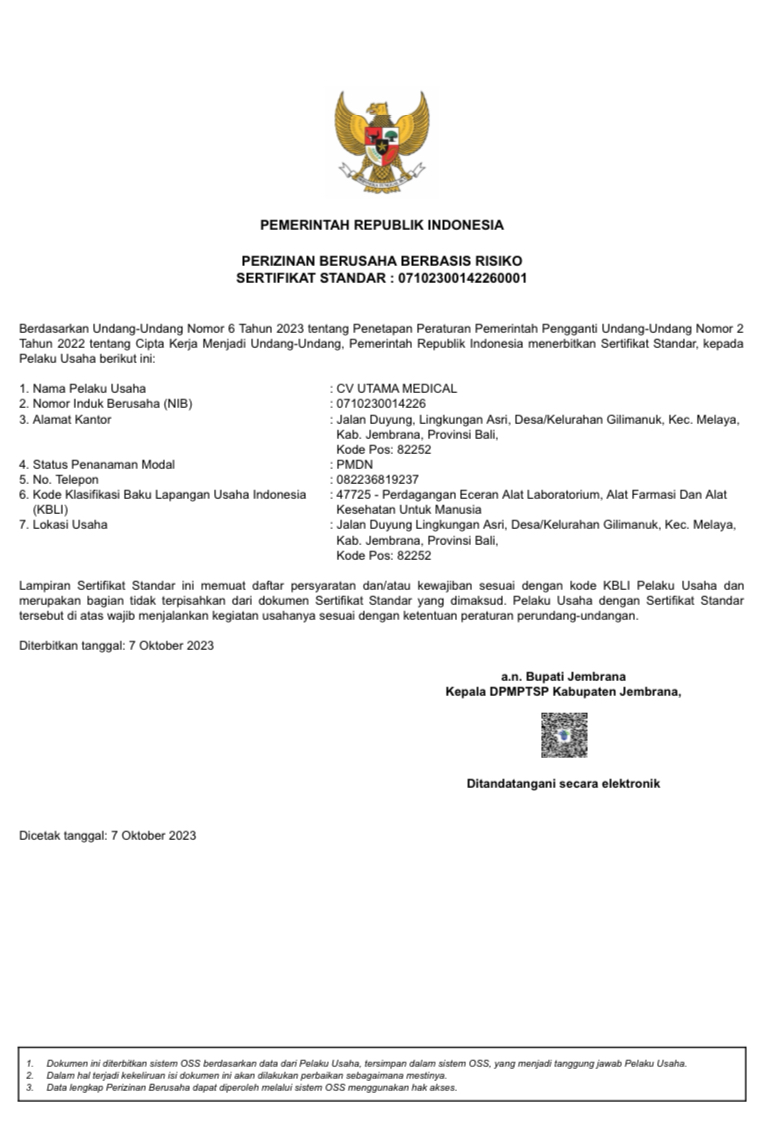 PEMERINTAH REPUBLIK INDONESIA
PERIZINAN BERUSAHA BERBASIS RISIKO
SERTIFIKAT STANDAR : 07102300142260001
Berdasarkan Undang-Undang Nomor 6 Tahun 2023 tentang Penetapan Peraturan Pemerintah Pengganti Undang-Undang Nomor 2
Tahun 2022 tentang Cipta Kerja Menjadi Undang-Undang, Pemerintah Republik Indonesia menerbitkan Sertifikat Standar, kepada
Pelaku Usaha berikut ini:
1. Nama Pelaku Usaha : CV UTAMA MEDICAL
2. Nomor Induk Berusaha (NIB) : 0710230014226
3. Alamat Kantor : Jalan Duyung, Lingkungan Asri, Desa/Kelurahan Gilimanuk, Kec. Melaya,
Kab. Jembrana, Provinsi Bali,
Kode Pos: 82252
4. Status Penanaman Modal : PMDN
5. No. Telepon : 082236819237
6. Kode Klasifikasi Baku Lapangan Usaha Indonesia : 47725 - Perdagangan Eceran Alat Laboratorium, Alat Farmasi Dan Alat
(KBLI) Kesehatan Untuk Manusia
7. Lokasi Usaha : Jalan Duyung Lingkungan Asri, Desa/Kelurahan Gilimanuk, Kec. Melaya,
Kab. Jembrana, Provinsi Bali,
Kode Pos: 82252
Lampiran Sertifikat Standar ini memuat daftar persyaratan dan/atau kewajiban sesuai dengan kode KBLI Pelaku Usaha dan
merupakan bagian tidak terpisahkan dari dokumen Sertifikat Standar yang dimaksud. Pelaku Usaha dengan Sertifikat Standar
tersebut di atas wajib menjalankan kegiatan usahanya sesuai dengan ketentuan peraturan perundang-undangan.
Diterbitkan tanggal: 7 Oktober 2023
a.n. Bupati Jembrana
Kepala DPMPTSP Kabupaten Jembrana,
Ditandatangani secara elektronik
Dicetak tanggal: 7 Oktober 2023
1. Dokumen ini diterbitkan sistem OSS berdasarkan data dari Pelaku Usaha, tersimpan dalam sistem OSS, yang menjadi tanggung jawab Pelaku Usaha.
2. Dalam hal terjadi kekeliruan isi dokumen ini akan dilakukan perbaikan sebagaimana mestinya.
3. Data lengkap Perizinan Berusaha dapat diperoleh melalui sistem OSS menggunakan hak akses.